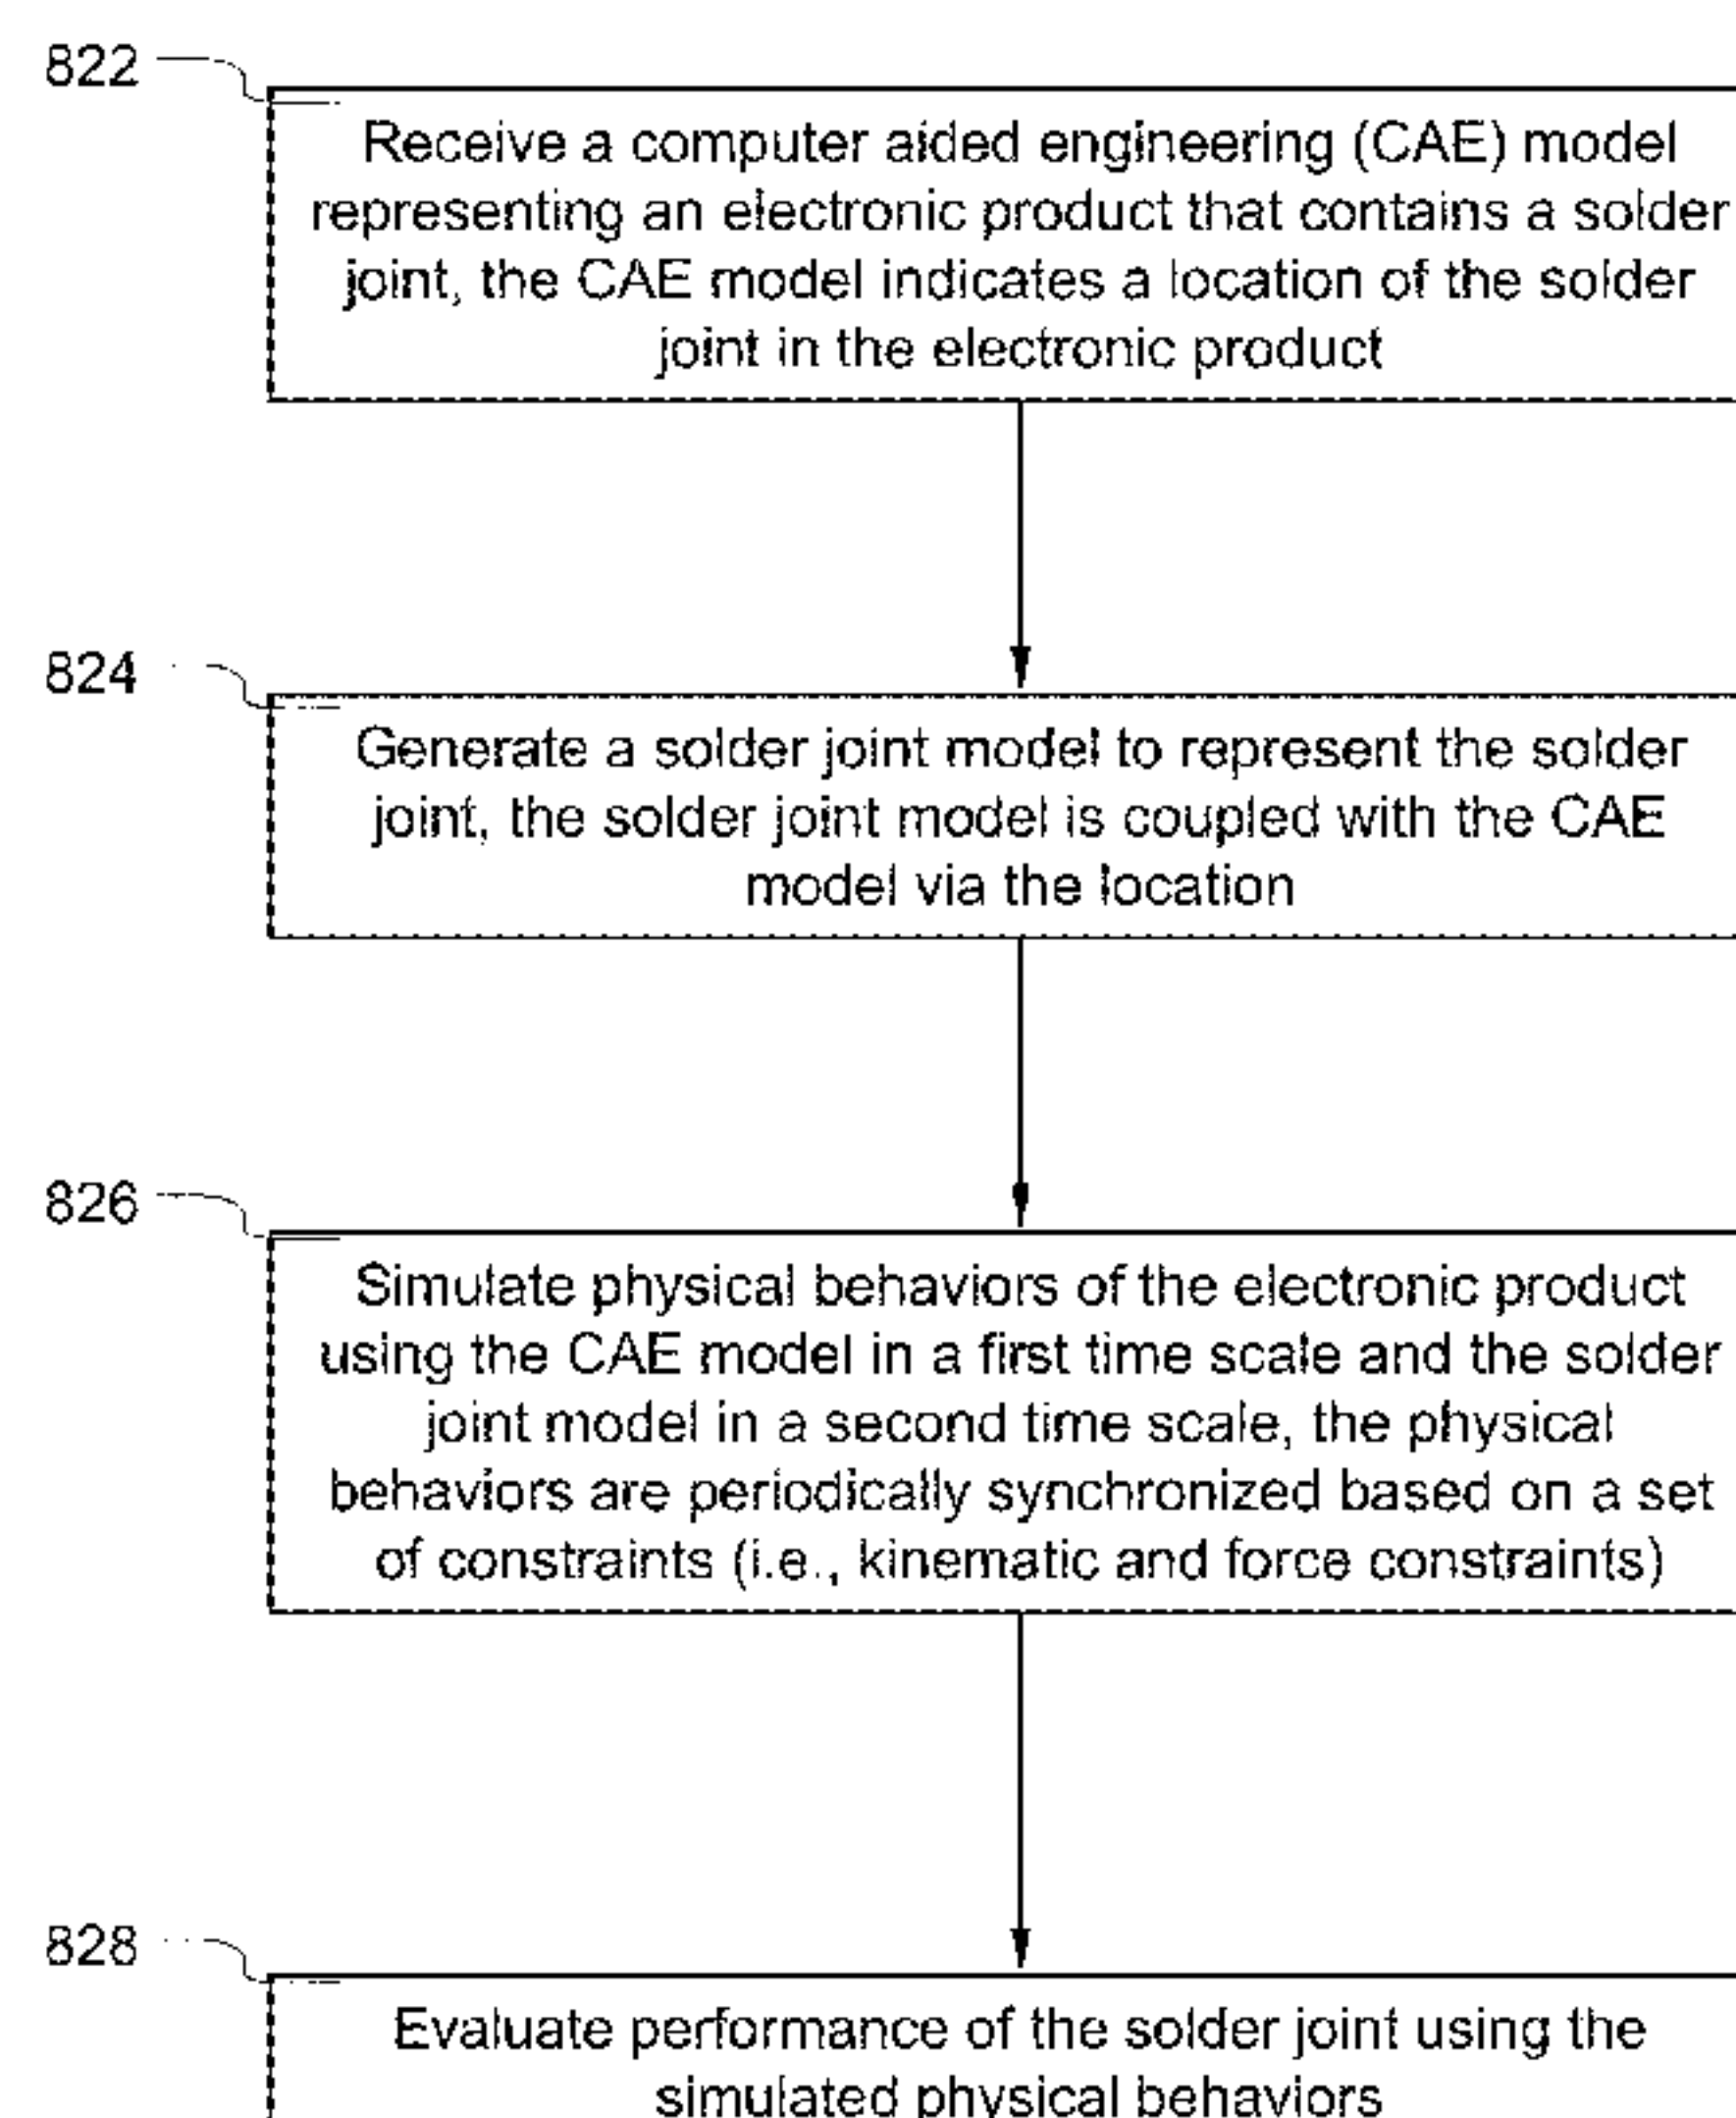 822
Receive a computer aided engineering (CAE) model
representing an electronic product that contains a solder
joint, the CAE model indicates a location of the solder
joint in the electronic product
824
Generate a solder joint model to represent the solder
joint, the solder joint model is coupled with the CAE
model via the location
826
Simulate physical behaviors of the electronic product
using the CAE model in a first time scale and the solder
joint model in a second time scale, the physical
behaviors are periodically synchronized based on a set
of constraints (i.e., kinematic and force constraints)
828
Evaluate performance of the solder joint using the
simulated physical behaviors